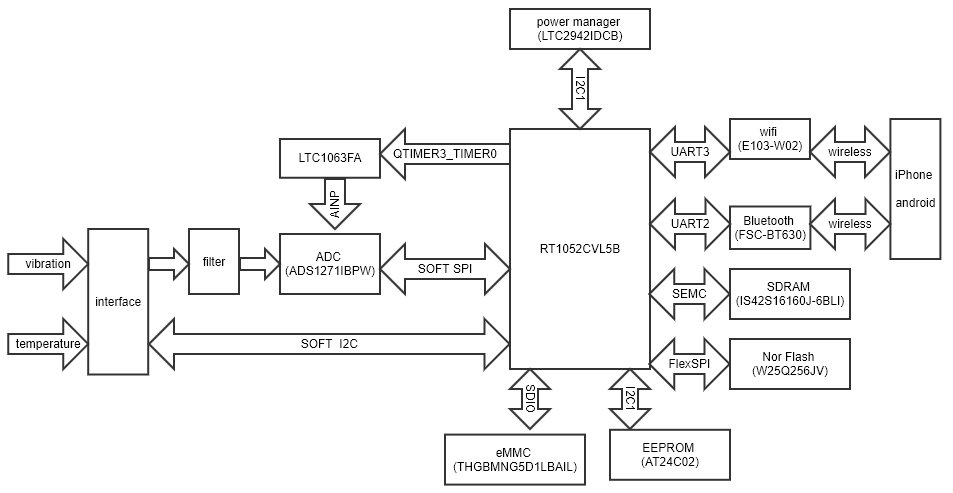 power manager
(LTC2942IDCB)
I2C1
LTC1063FA
QTIMER3_TIMER0
AINP
wifi
(E103-W02)
UART3
wireless
iPhone
android
RT1052CVL5B
Bluetooth
(FSC-BT630)
UART2
wireless
vibration
interface
filter
ADC
(ADS1271IBPW)
SOFT SPI
SEMC
SDRAM
(IS42S16160J-6BLI)
temperature
SOFT I2C
FlexSPI
Nor Flash
(W25Q256JV)
SDIO
I2C1
eMMC
(THGBMNG5D1LBAIL)
EEPROM
(AT24C02)